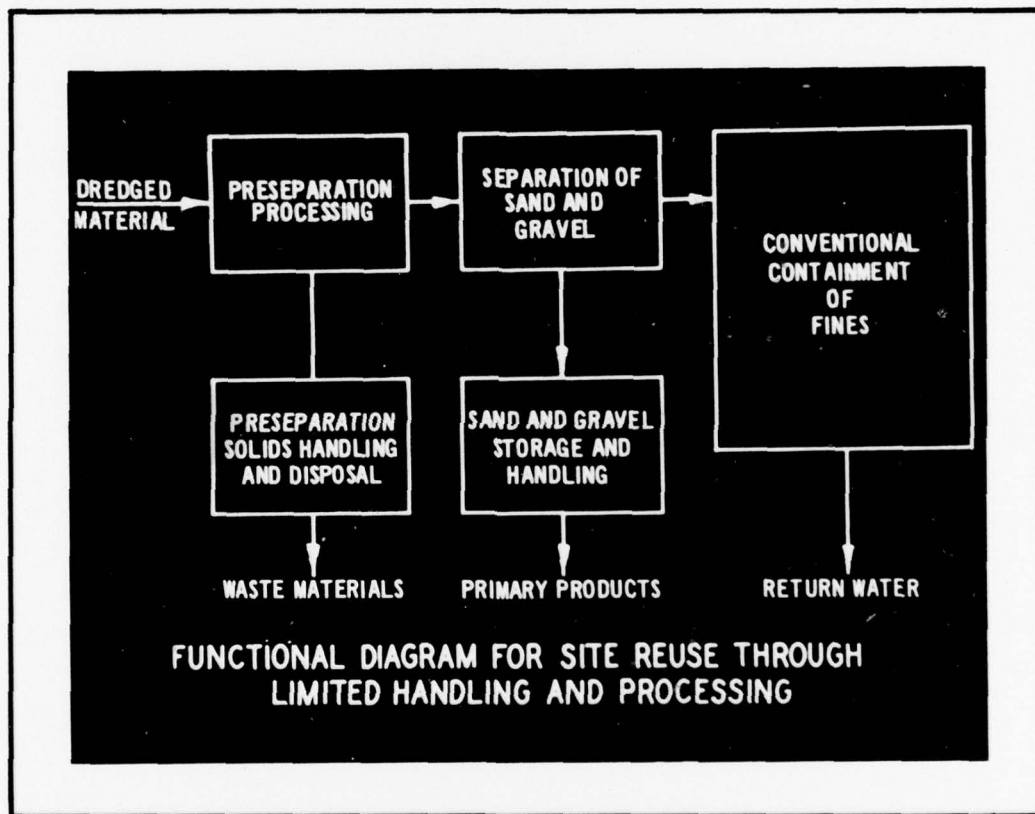 DREDGED
MATERIAL
PRESEPARATION
PROCESSING
SEPARATION OF
SAND AND
GRAVEL
CONVENTIONAL
CONTAINMENT
OF
FINES
PRESEPARATION
SOLIDS HANDLING
AND DISPOSAL
SAND AND GRAVEL
STORAGE AND
HANDLING
WASTE MATERIALS
PRIMARY PRODUCTS
RETURN WATER
FUNCTIONAL DIAGRAM FOR SITE REUSE THROUGH
LIMITED HANDLING AND PROCESSING